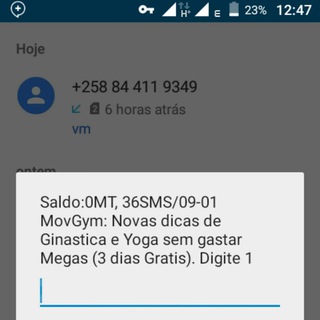 H+ E 23% 12:47
Hoje
+258 84 411 9349
2 6 horas atrás
vm
ontem
Saldo:0MT, 36SMS/09-01
MovGym: Novas dicas de
Ginastica e Yoga sem gastar
Megas (3 dias Gratis). Digite 1